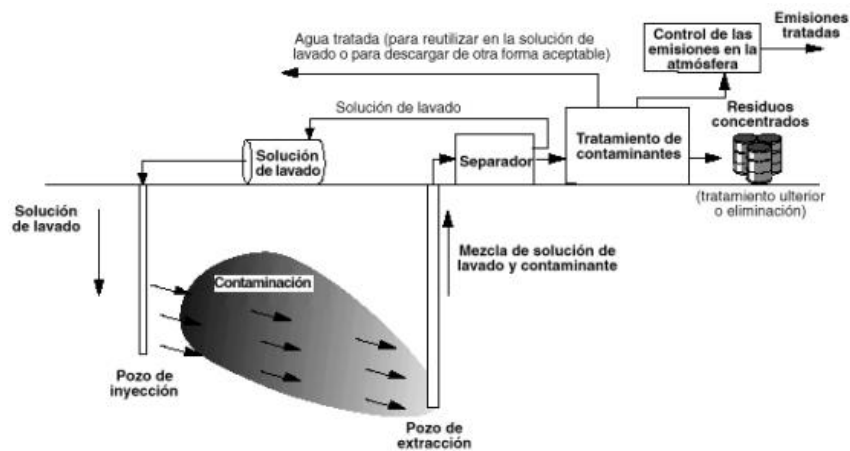 Agua tratada (para reutilizar en la solución de
lavado o para descargar de otra forma aceptable)
Control de las
emisiones en la
atmósfera
Emisiones
tratadas
Solución de lavado
Solución
de lavado
Separador
Tratamiento de
contaminantes
Residuos
concentrados
(tratamiento ulterior
o eliminación)
Solución
de lavado
Contaminación
Mezcla de solución de
lavado y contaminante
Pozo de
inyección
Pozo de
extracción